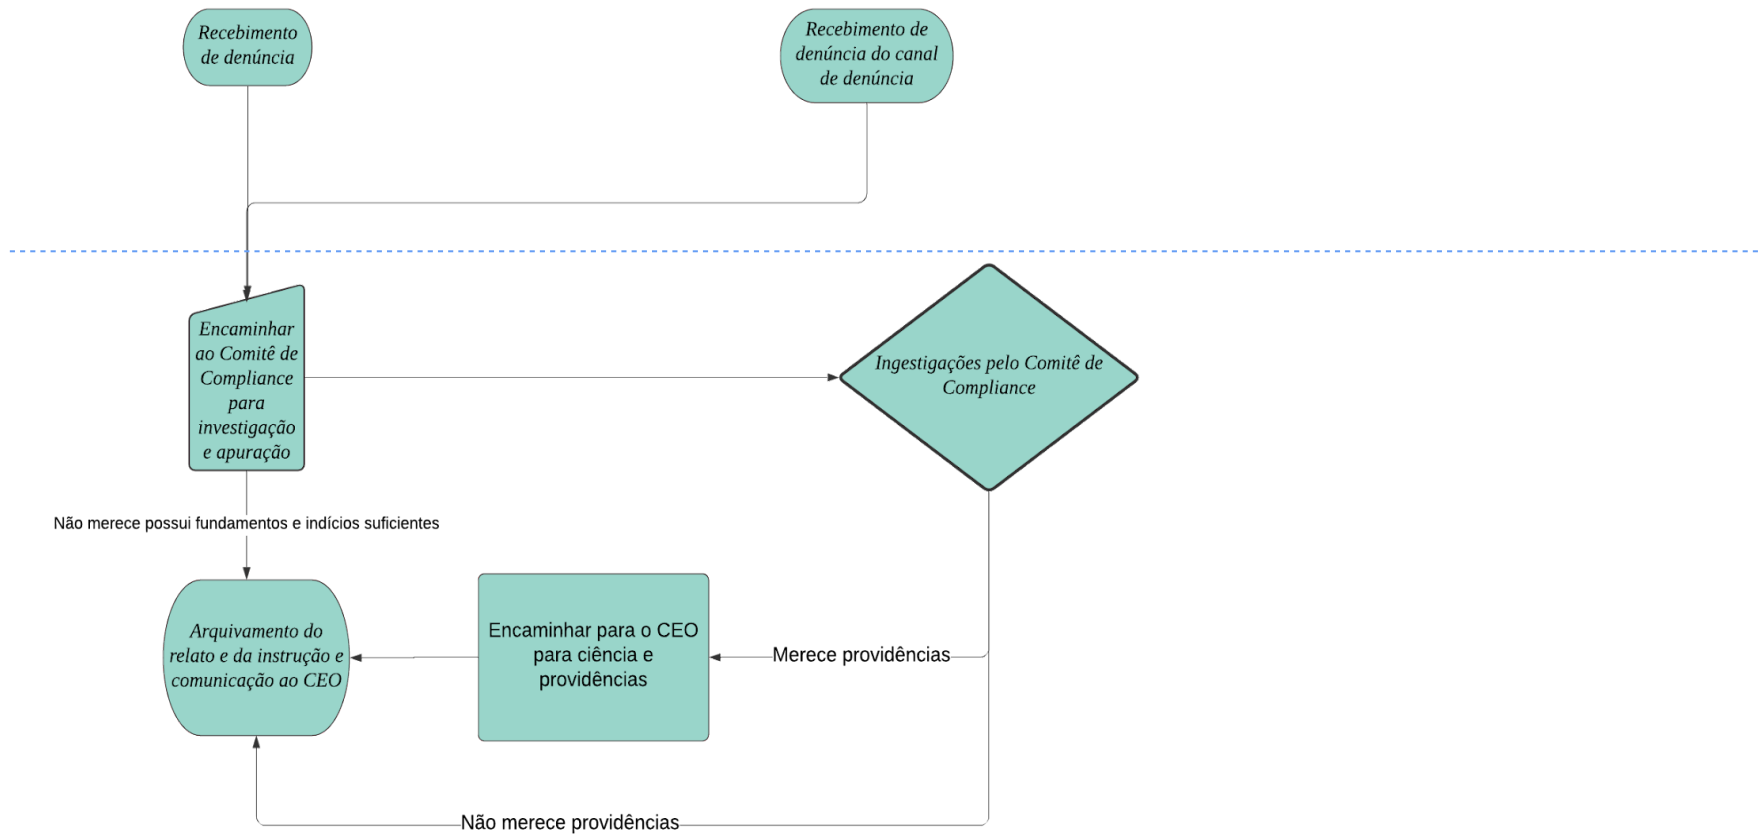 Recebimento
de denúncia
Recebimento de
denúncia do canal
de denúncia
Encaminhar
ao Comitê de
Compliance
para
investigação
e apuração
Ingestigações pelo Comitê de
Compliance
Não merece possui fundamentos e indícios suficientes
Arquivamento do
relato e da instrução e
comunicação ao CEO
Encaminhar para o CEO
para ciência e
providências
Merece providências
Não merece providências